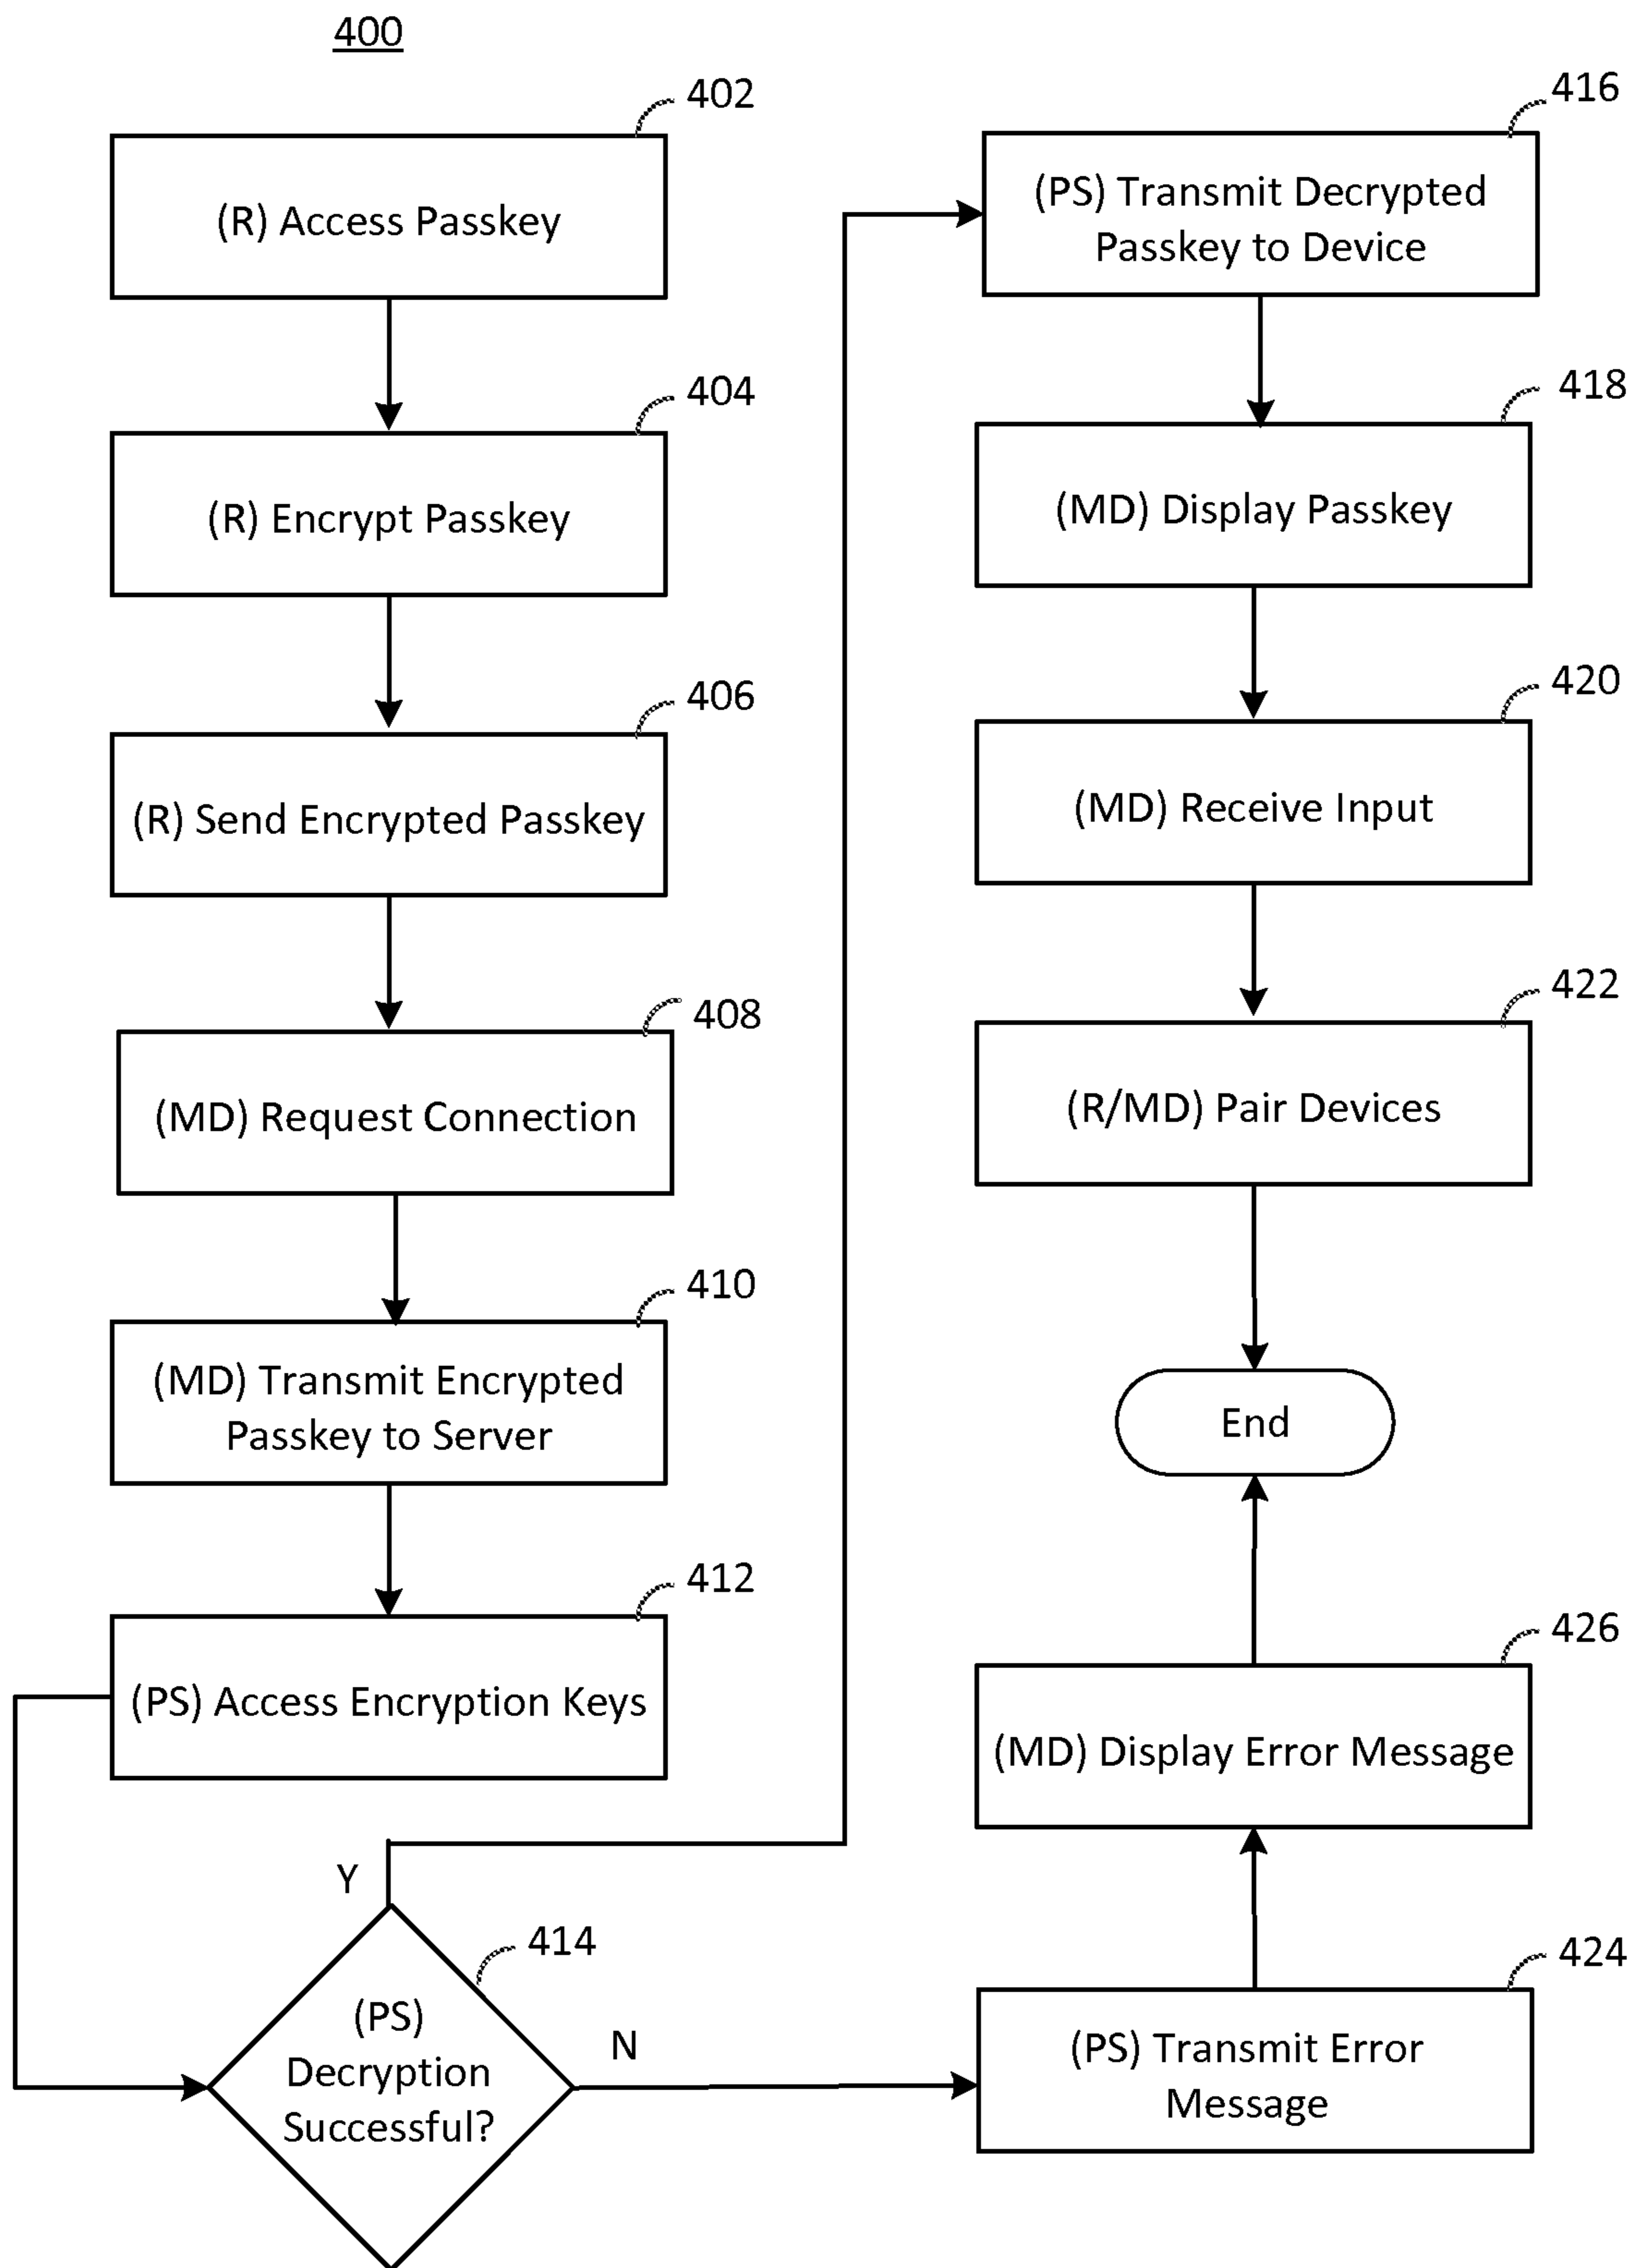 400
402
(R) Access Passkey
404
(R) Encrypt Passkey
406
(R) Send Encrypted Passkey
408
(MD) Request Connection
410
(MD) Transmit Encrypted
Passkey to Server
412
(PS) Access Encryption Keys
Y
414
(PS)
Decryption
Successful?
N
416
(PS) Transmit Decrypted
Passkey to Device
418
(MD) Display Passkey
420
(MD) Receive Input
422
(R/MD) Pair Devices
End
426
(MD) Display Error Message
424
(PS) Transmit Error
Message